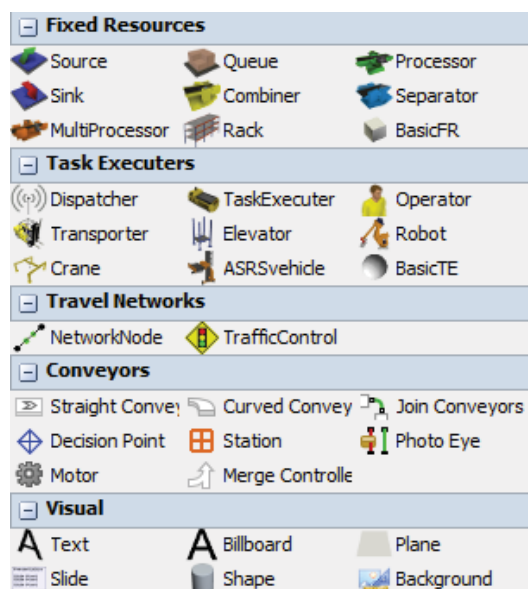 Fixed Resources
Source Queue Processor
Sink Combiner Separator
MultiProcessor Rack BasicFR
Task Executers
Dispatcher TaskExecuter Operator
Transporter Elevator Robot
Crane ASRSvehicle BasicTE
Travel Networks
NetworkNode TrafficControl
Conveyors
Straight Convey Curved Convey Join Conveyors
Decision Point Station Photo Eye
Motor Merge Controlle
Visual
Text Billboard Plane
Slide Shape Background